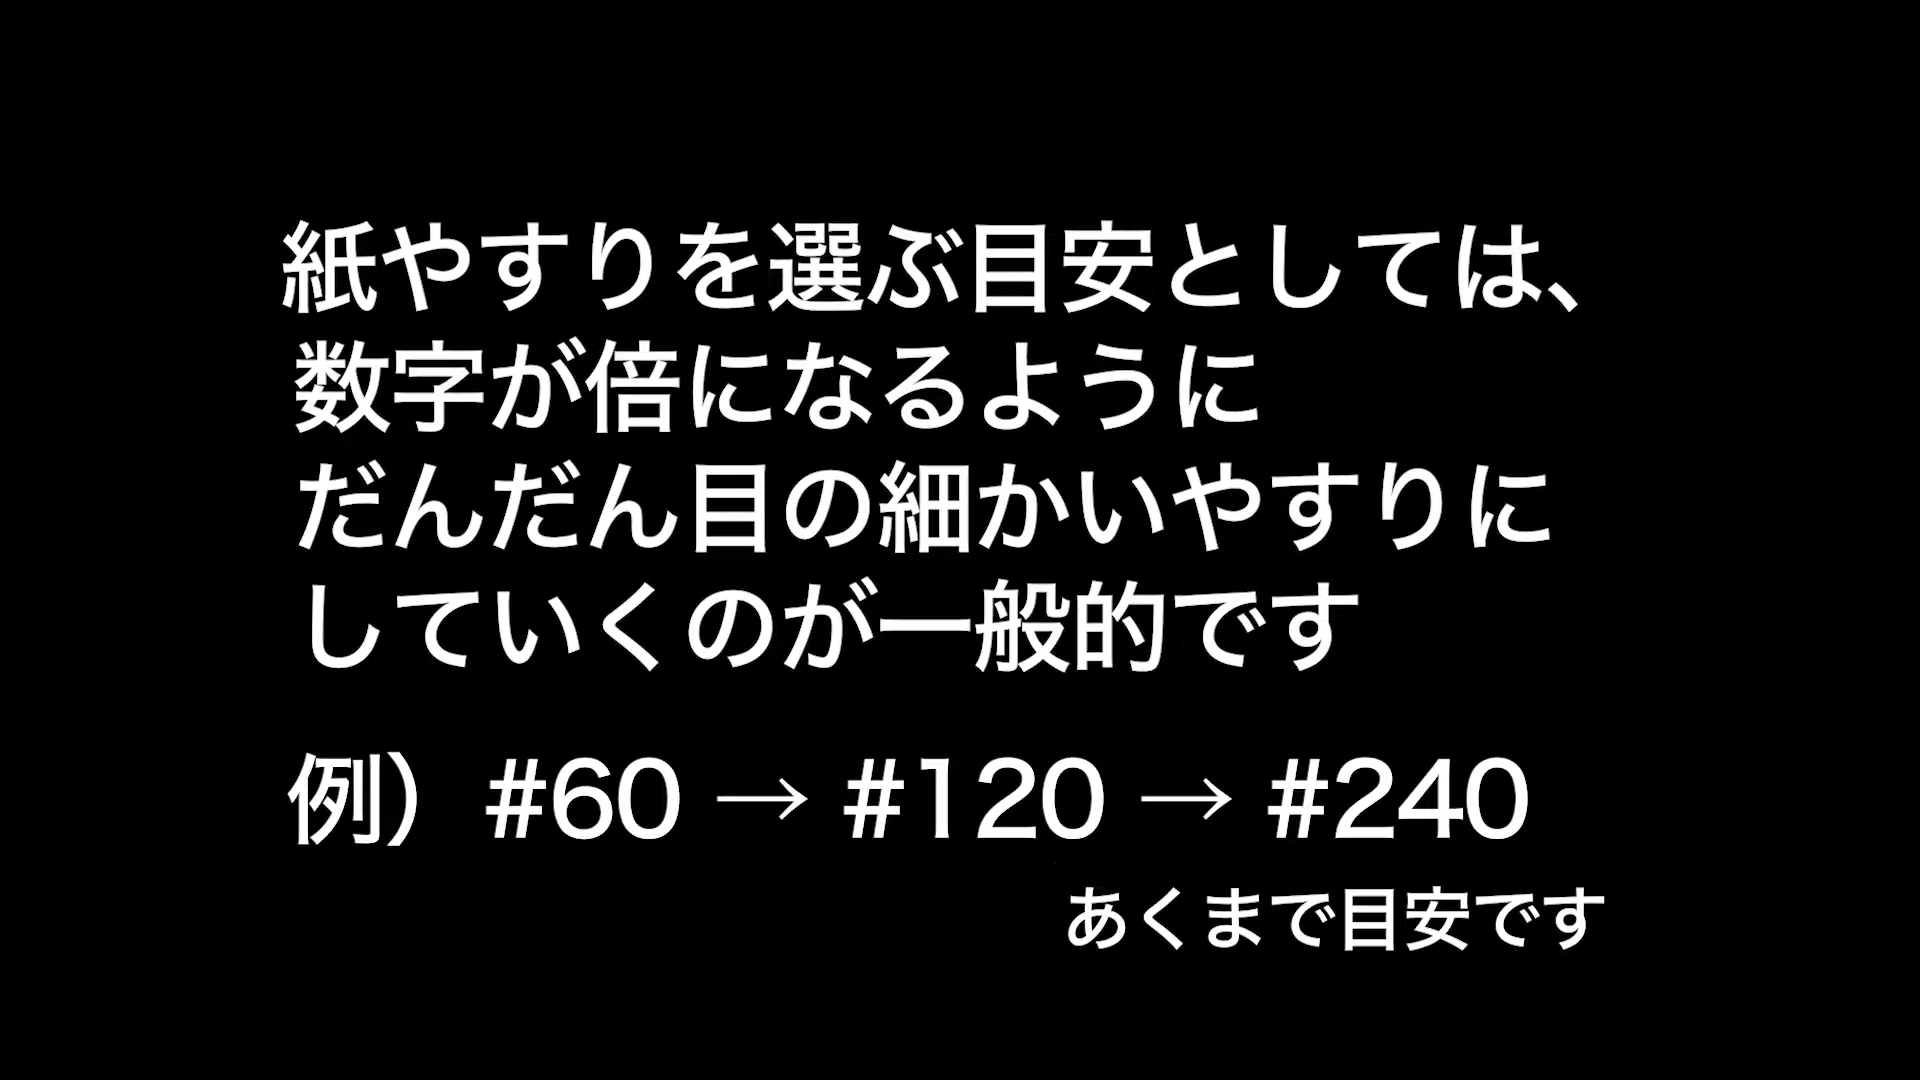 紙やすりを選ぶ目安としては、
数字が倍になるように
だんだん目の細かいやすりに
していくのが一般的です
例）#60 → #120 → #240
あくまで目安です